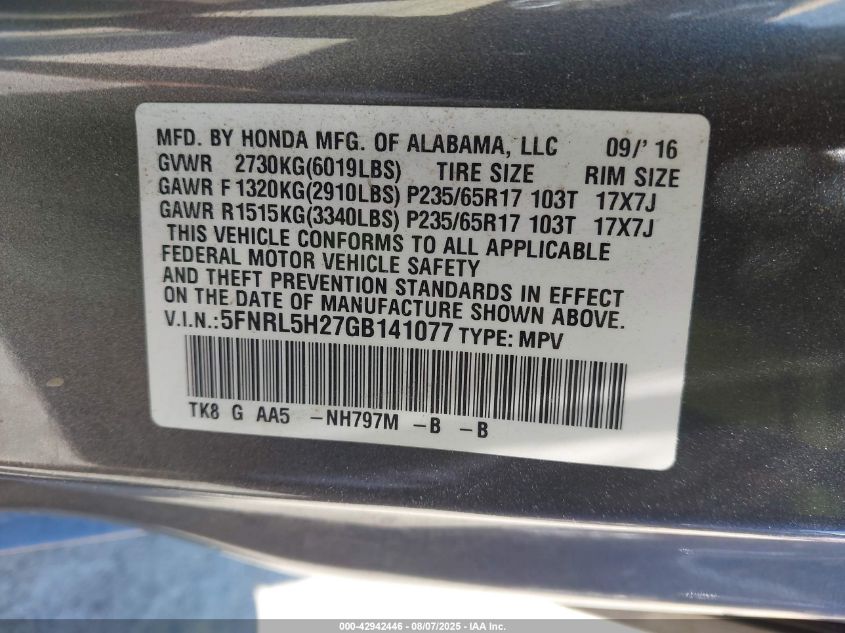 MFD. BY HONDA MFG. OF ALABAMA, LLC 09/' 16
GVWR 2730KG(6019LBS) TIRE SIZE RIM SIZE
GAWR F1320KG(2910LBS) P235/65R17 103T 17X7J
GAWR R1515KG(3340LBS) P235/65R17 103T 17X7J
THIS VEHICLE CONFORMS TO ALL APPLICABLE
FEDERAL MOTOR VEHICLE SAFETY
AND THEFT PREVENTION STANDARDS IN EFFECT
ON THE DATE OF MANUFACTURE SHOWN ABOVE.
V.I.N.:5FNRL5H27GB141077 TYPE: MPV
TK8 G AA5 -NH797M -B -B
000-42942446 - 08/07/2025 - IAA Inc.